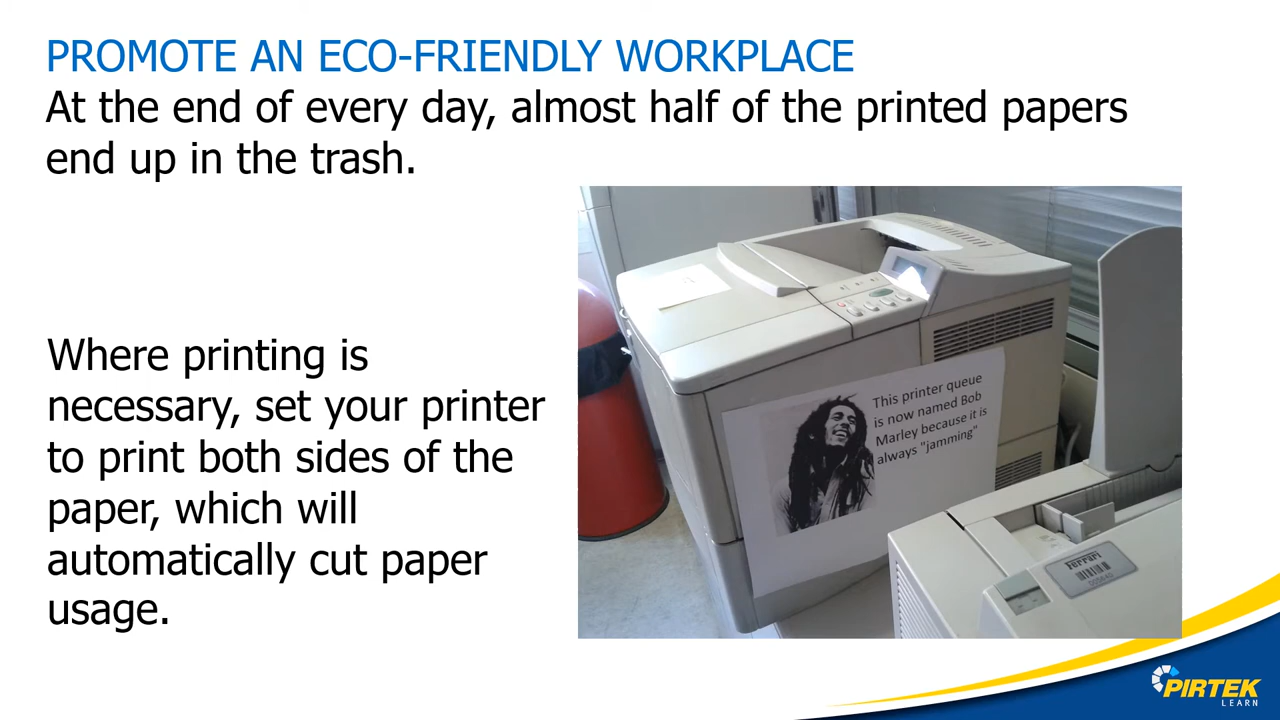 PROMOTE AN ECO-FRIENDLY WORKPLACE
At the end of every day, almost half of the printed papers
end up in the trash.
Where printing is
necessary, set your printer
to print both sides of the
paper, which will
automatically cut paper
usage.
This printer queue
is now named Bob
Marley because it is
always "jamming"
Ferrari
PIRTEK
LEARN